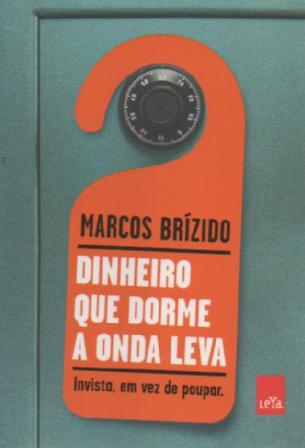 MARCOS BRÍZIDO
DINHEIRO
QUE DORME
A ONDA LEVA
Invista, em vez de poupar.
LeYa